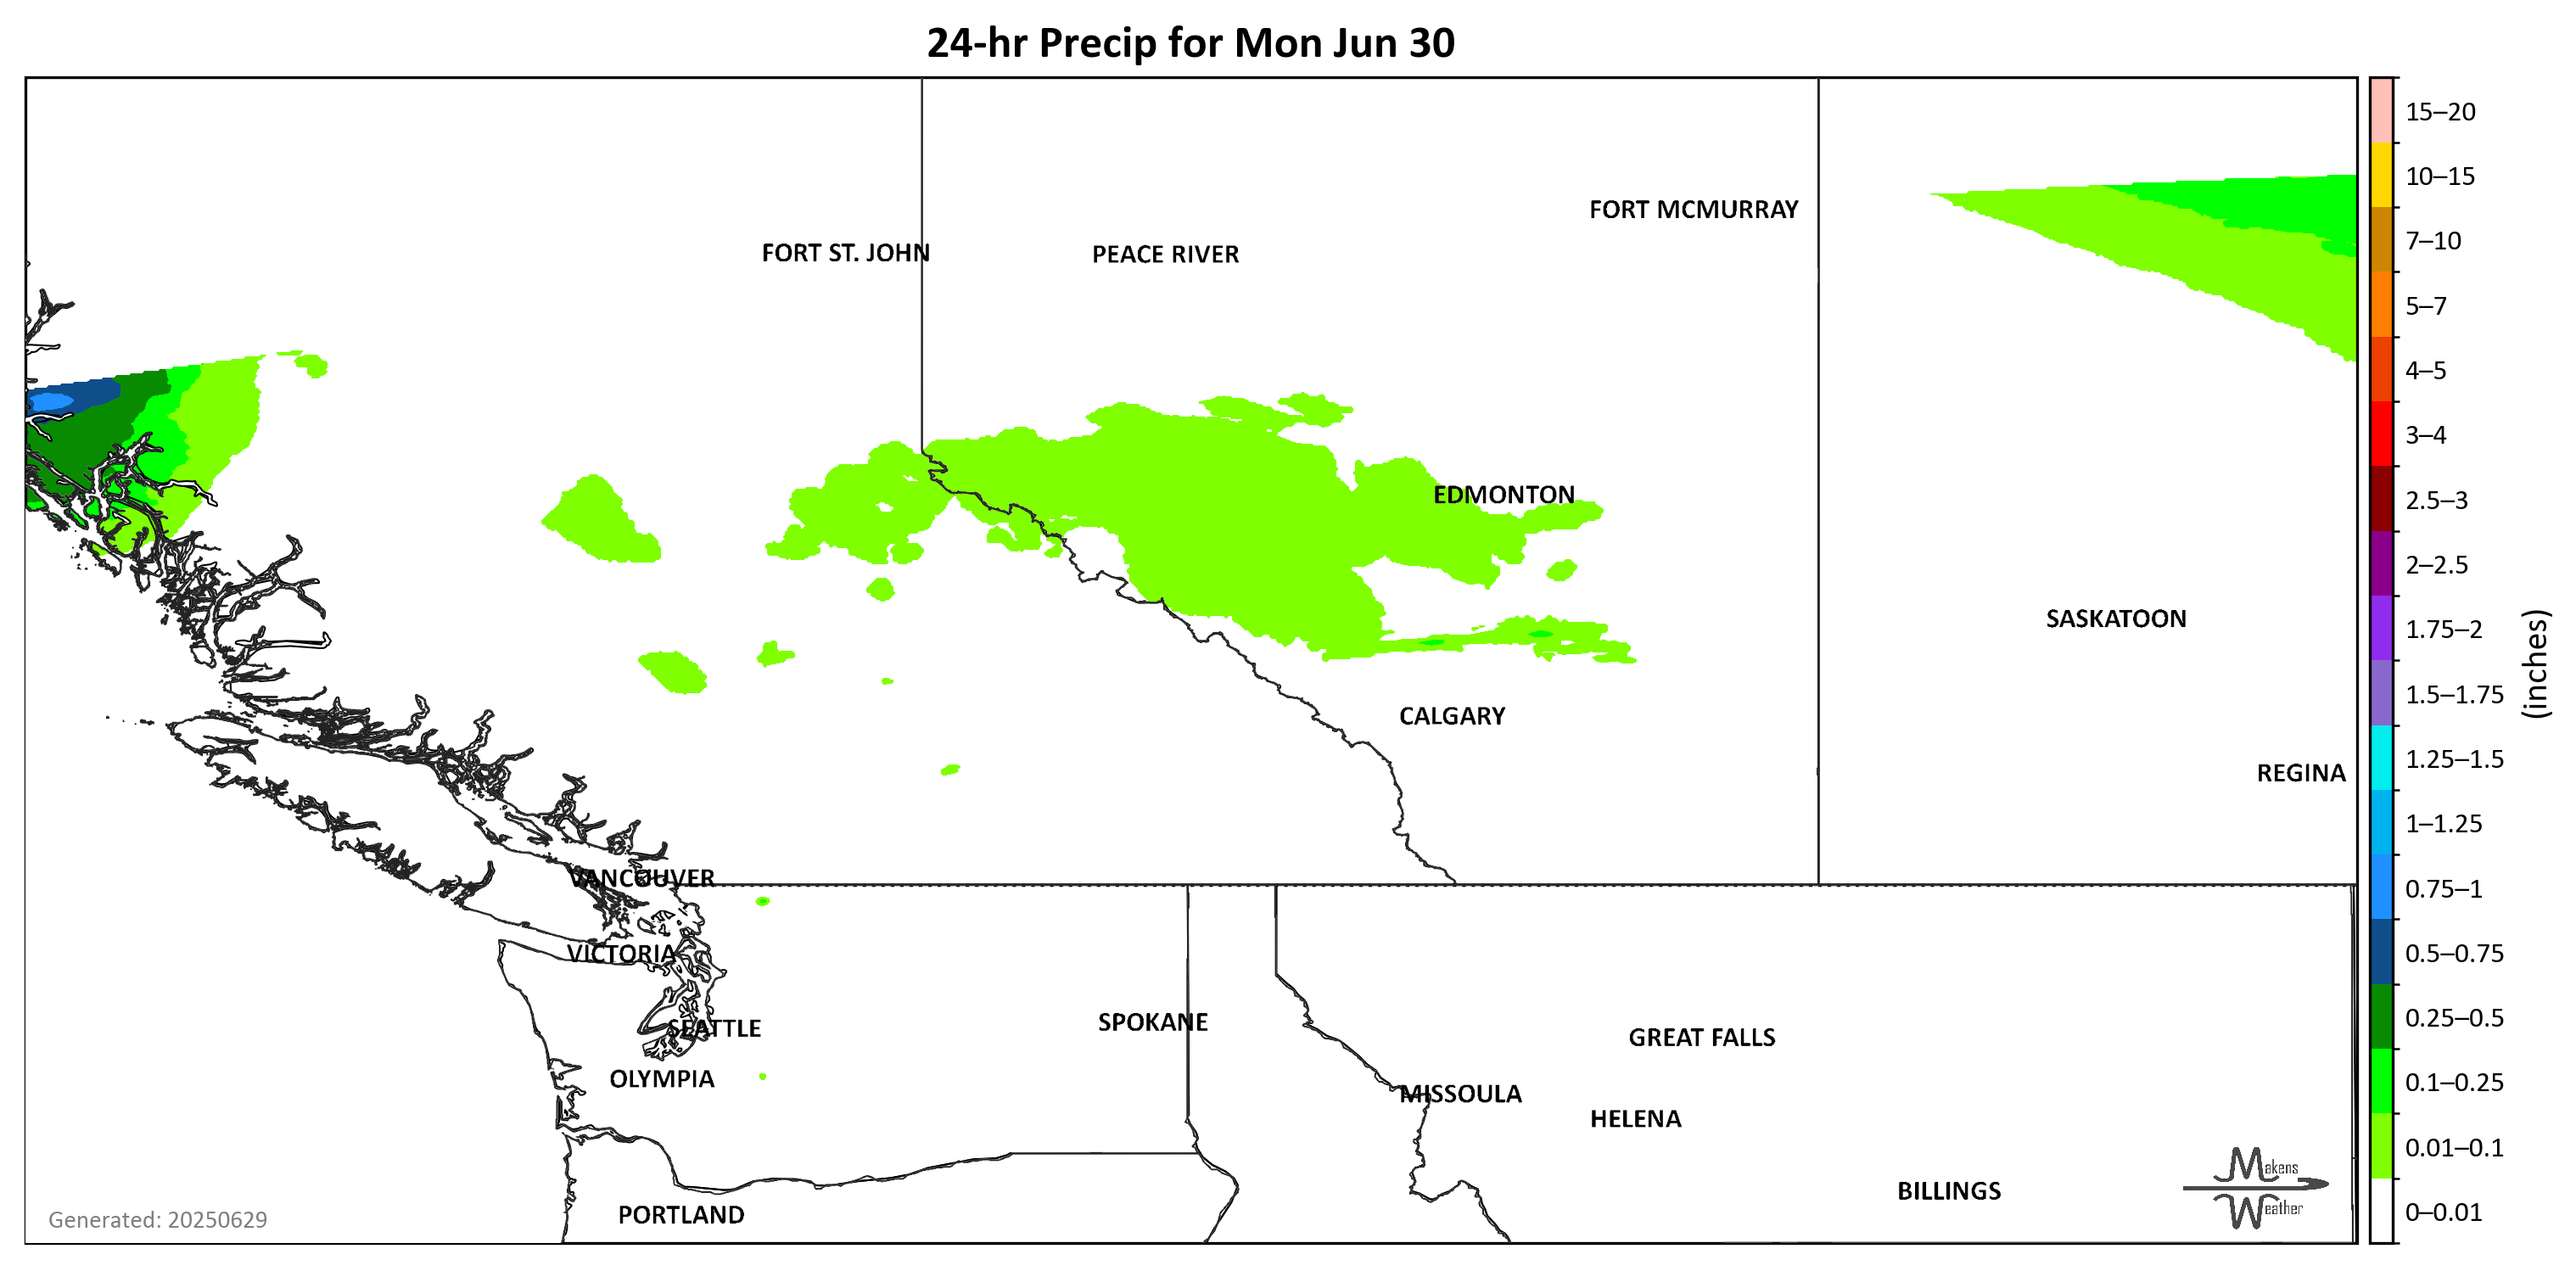 24-hr Precip for Mon Jun 30
FORT MCMURRAY
FORT ST. JOHN
PEACE RIVER
EDMONTON
SASKATOON
CALGARY
REGINA
VANCOUVER
VICTORIA
SEATTLE
SPOKANE
GREAT FALLS
OLYMPIA
MISSOULA
HELENA
BILLINGS
PORTLAND
Generated: 20250629
Makens
Weather
15–20
10–15
7–10
5–7
4–5
3–4
2.5–3
2–2.5
1.75–2
1.5–1.75
1.25–1.5
1–1.25
0.75–1
0.5–0.75
0.25–0.5
0.1–0.25
0.01–0.1
0–0.01
(inches)